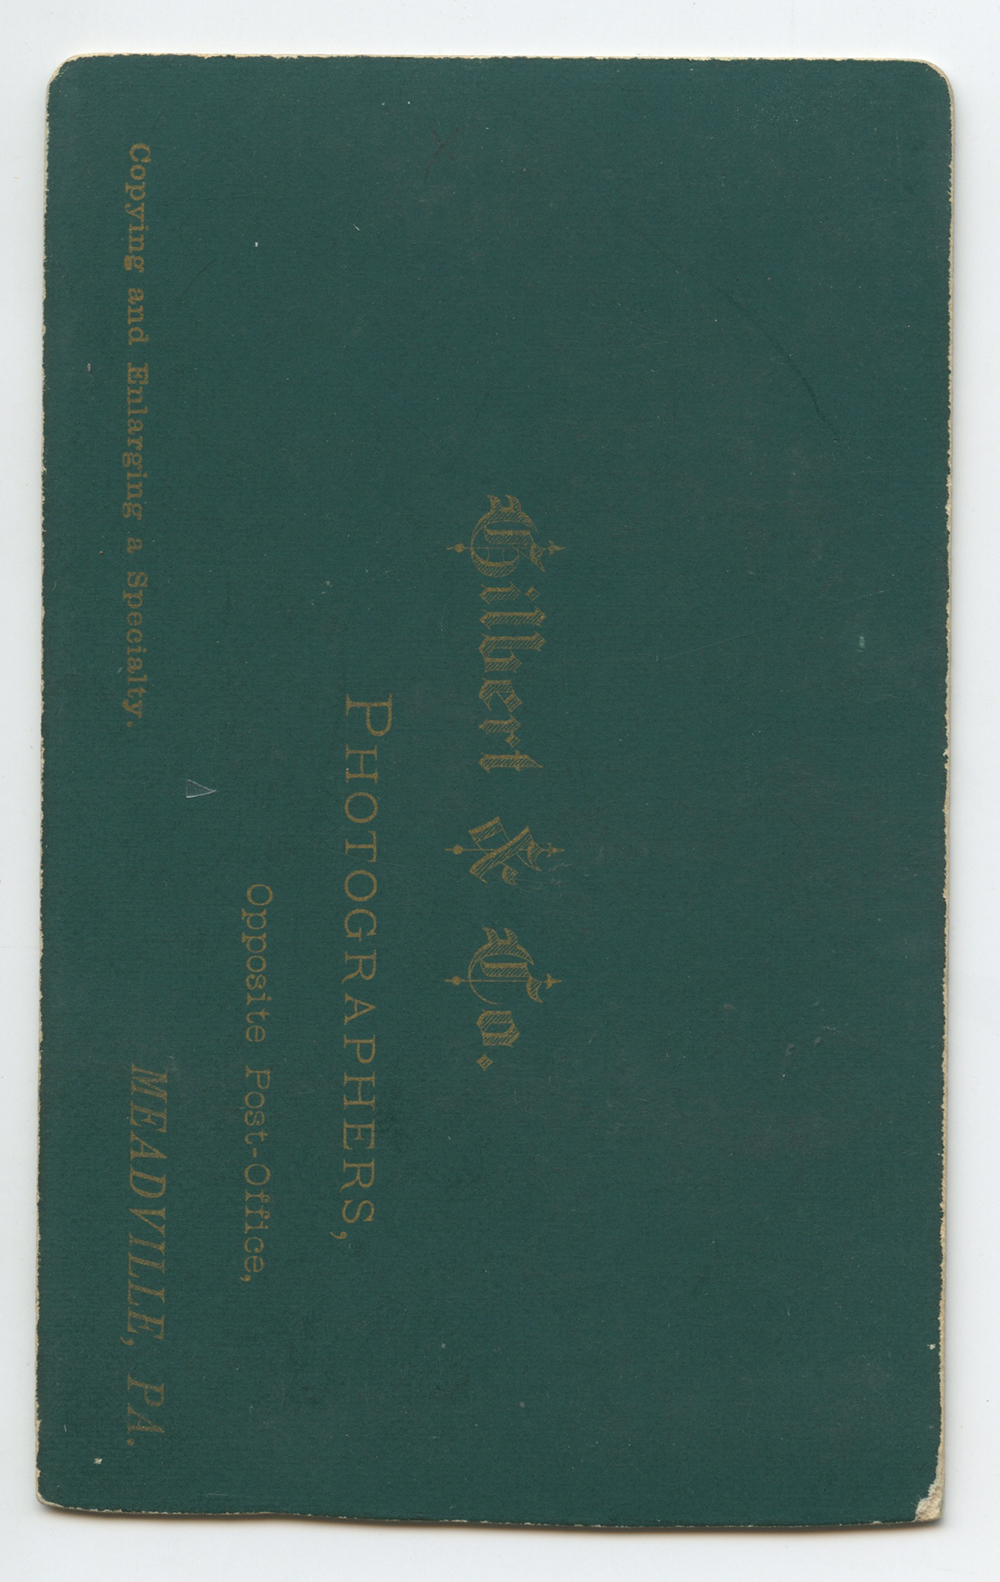 Gilbert & Co.
PHOTOGRAPHERS,
Opposite Post-Office,
MEADVILLE, PA.
Copying and Enlarging a Specialty.